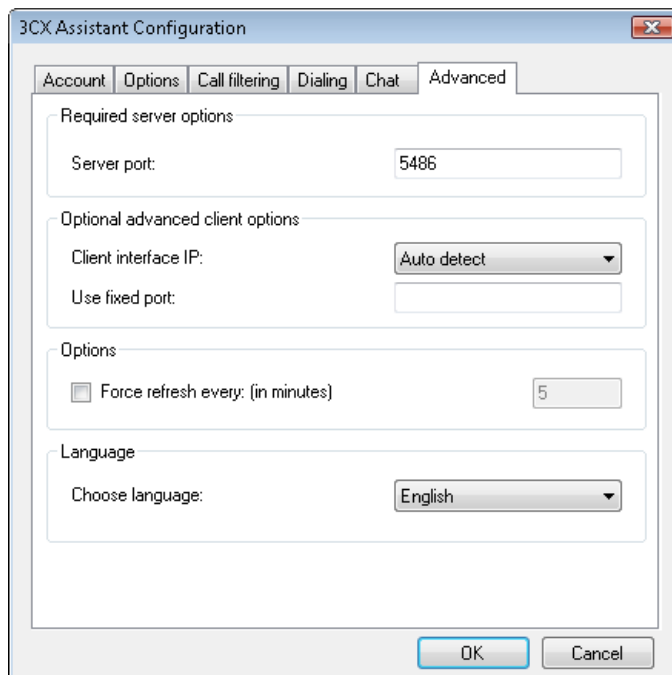 3CX Assistant Configuration
Account Options Call filtering Dialing Chat Advanced
Required server options
Server port: 5486
Optional advanced client options
Client interface IP: Auto detect
Use fixed port:
Options
Force refresh every: (in minutes) 5
Language
Choose language: English
OK Cancel